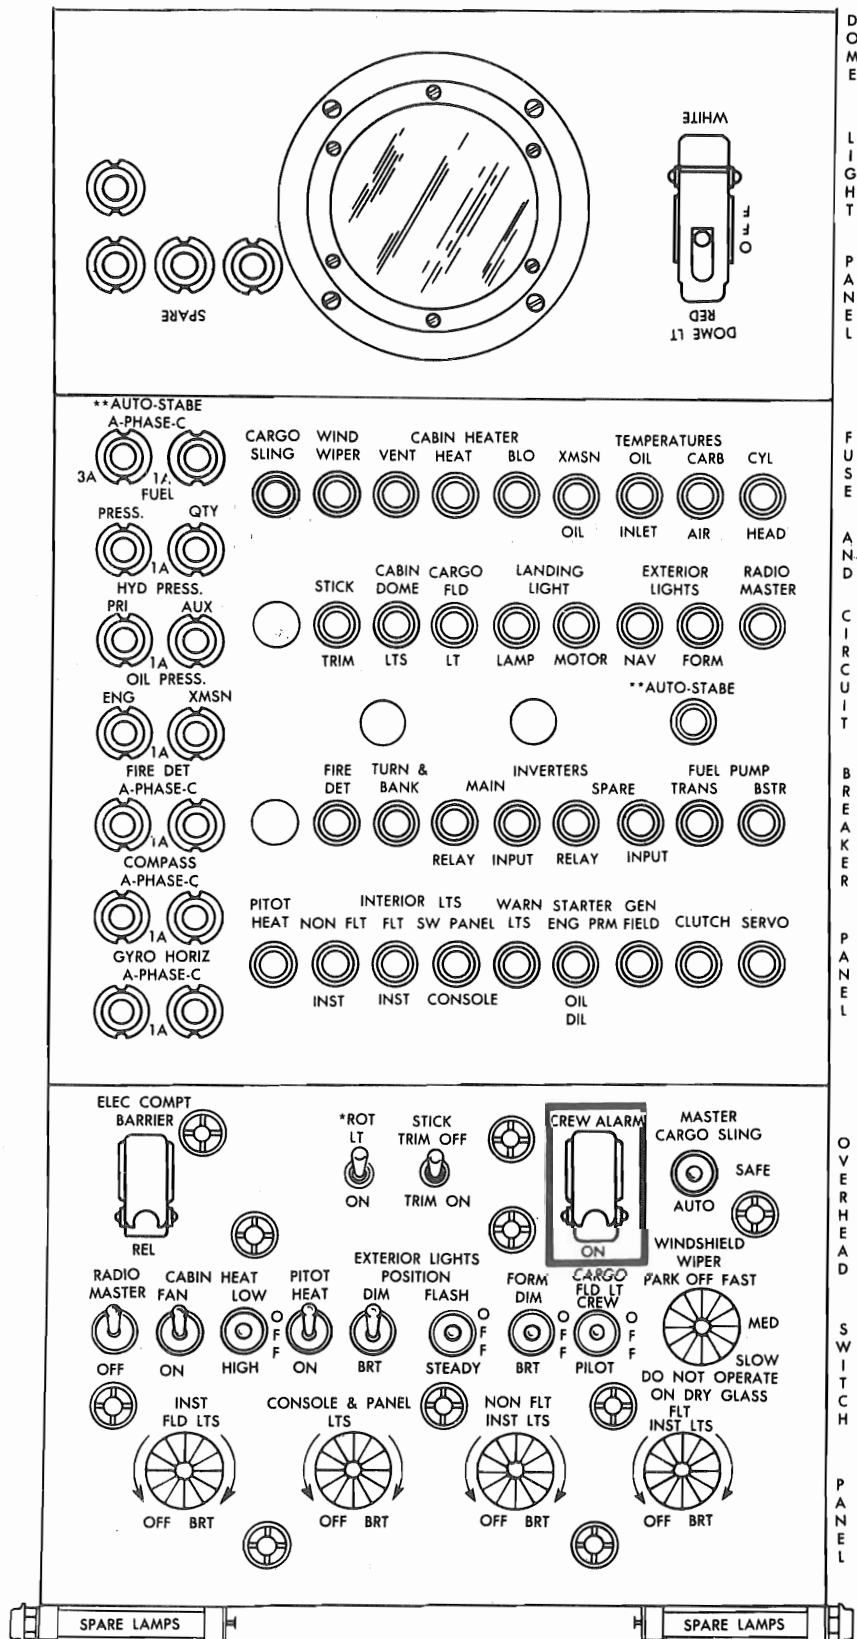 DOME LIGHT PANEL
WHITE
OFF
RED
DOME LT
SPARE
FUSE AND CIRCUIT BREAKER PANEL
**AUTO-STABE
A-PHASE-C
3A 1A
FUEL
PRESS. QTY
1A
HYD PRESS.
PRI AUX
1A
OIL PRESS.
ENG XMSN
1A
FIRE DET
A-PHASE-C
1A
COMPASS
A-PHASE-C
1A
GYRO HORIZ
A-PHASE-C
1A
CARGO WIND CABIN HEATER TEMPERATURES
SLING WIPER VENT HEAT BLO XMSN OIL CARB CYL
OIL INLET AIR HEAD
CABIN CARGO LANDING EXTERIOR RADIO
STICK DOME FLD LIGHT LIGHTS MASTER
TRIM LTS LT LAMP MOTOR NAV FORM
**AUTO-STABE
FIRE TURN & INVERTERS FUEL PUMP
DET BANK MAIN SPARE TRANS BSTR
RELAY INPUT RELAY INPUT
PITOT INTERIOR LTS WARN STARTER GEN
HEAT NON FLT FLT SW PANEL LTS ENG PRM FIELD CLUTCH SERVO
INST INST CONSOLE OIL
DIL
OVERHEAD SWITCH PANEL
ELEC COMPT
BARRIER
REL
*ROT
LT
ON
STICK
TRIM OFF
TRIM ON
CREW ALARM
ON
MASTER
CARGO SLING
SAFE
AUTO
RADIO
MASTER
OFF
CABIN HEAT
FAN LOW
OFF
ON HIGH
PITOT
HEAT
ON
EXTERIOR LIGHTS
POSITION
DIM FLASH
OFF
BRT STEADY
FORM
DIM
OFF
BRT
CARGO
FLD LT
CREW
OFF
PILOT
WINDSHIELD
WIPER
PARK OFF FAST
MED
SLOW
DO NOT OPERATE
ON DRY GLASS
INST
FLD LTS
OFF BRT
CONSOLE & PANEL
LTS
OFF BRT
NON FLT
INST LTS
OFF BRT
FLT
INST LTS
OFF BRT
SPARE LAMPS SPARE LAMPS